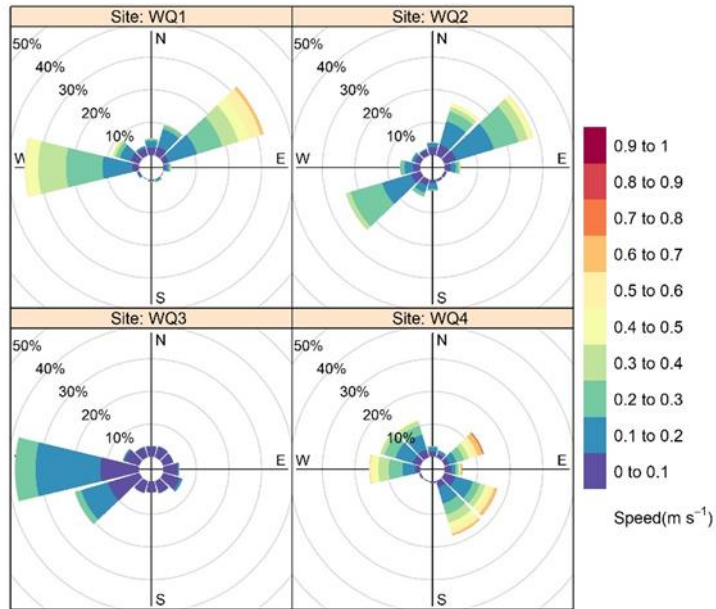 Site: WQ1
Site: WQ2
50%
40%
30%
20%
10%
N
W
E
S
50%
40%
30%
20%
10%
N
W
E
S
Site: WQ3
Site: WQ4
50%
40%
30%
20%
10%
N
W
E
S
50%
40%
30%
20%
10%
N
W
E
S
0.9 to 1
0.8 to 0.9
0.7 to 0.8
0.6 to 0.7
0.5 to 0.6
0.4 to 0.5
0.3 to 0.4
0.2 to 0.3
0.1 to 0.2
0 to 0.1
Speed(m s⁻¹)